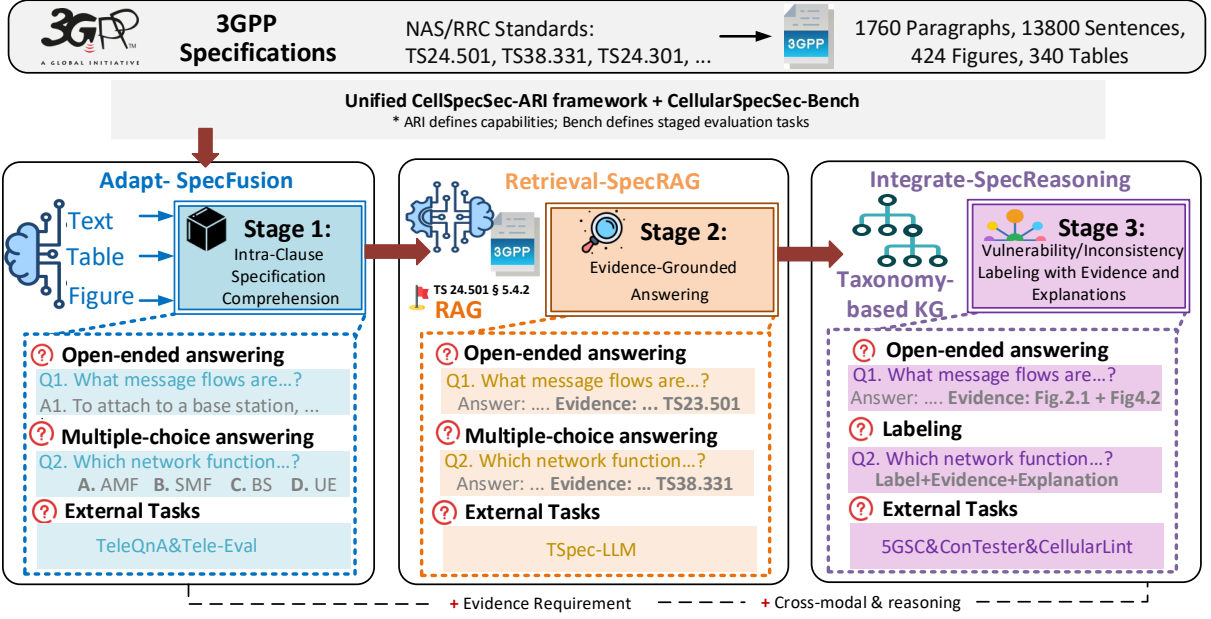 3GPP TM
A GLOBAL INITIATIVE
3GPP
Specifications
NAS/RRC Standards:
TS24.501, TS38.331, TS24.301, ...
3GPP
1760 Paragraphs, 13800 Sentences,
424 Figures, 340 Tables
Unified CellSpecSec-ARI framework + CellularSpecSec-Bench
* ARI defines capabilities; Bench defines staged evaluation tasks
Adapt- SpecFusion
Text
Table
Figure
Stage 1:
Intra-Clause
Specification
Comprehension
Open-ended answering
Q1. What message flows are...?
A1. To attach to a base station, ...
Multiple-choice answering
Q2. Which network function...?
A. AMF B. SMF C. BS D. UE
External Tasks
TeleQnA&Tele-Eval
Retrieval-SpecRAG
3GPP
TS 24.501 § 5.4.2
RAG
Stage 2:
Evidence-Grounded
Answering
Open-ended answering
Q1. What message flows are...?
Answer: .... Evidence: ... TS23.501
Multiple-choice answering
Q2. Which network function...?
Answer: ... Evidence: ... TS38.331
External Tasks
TSpec-LLM
Integrate-SpecReasoning
Taxonomy-
based KG
Stage 3:
Vulnerability/Inconsistency
Labeling with Evidence and
Explanations
Open-ended answering
Q1. What message flows are...?
Answer: .... Evidence: Fig.2.1 + Fig4.2
Labeling
Q2. Which network function...?
Label+Evidence+Explanation
External Tasks
5GSC&ConTester&CellularLint
+ Evidence Requirement
+ Cross-modal & reasoning